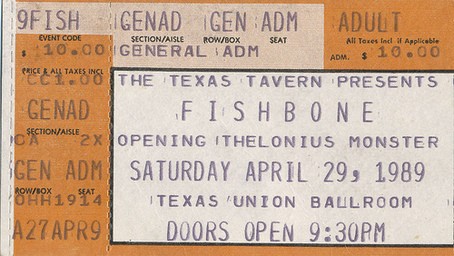 9FISH GENAD GEN ADM ADULT
EVENT CODE SECTION/AISLE ROW/BOX SEAT All Taxes Incl if Applicable
$ 10.00 GENERAL ADM ADM. $ 10.00
PRICE & ALL TAXES INCL
CC1.00
GENAD
SECTION/AISLE
CA 2X
GEN ADM
ROW/BOX SEAT
OHH1914
A27APR9
THE TEXAS TAVERN PRESENTS
FISHBONE
OPENING THELONIUS MONSTER
SATURDAY APRIL 29, 1989
TEXAS UNION BALLROOM
DOORS OPEN 9:30PM